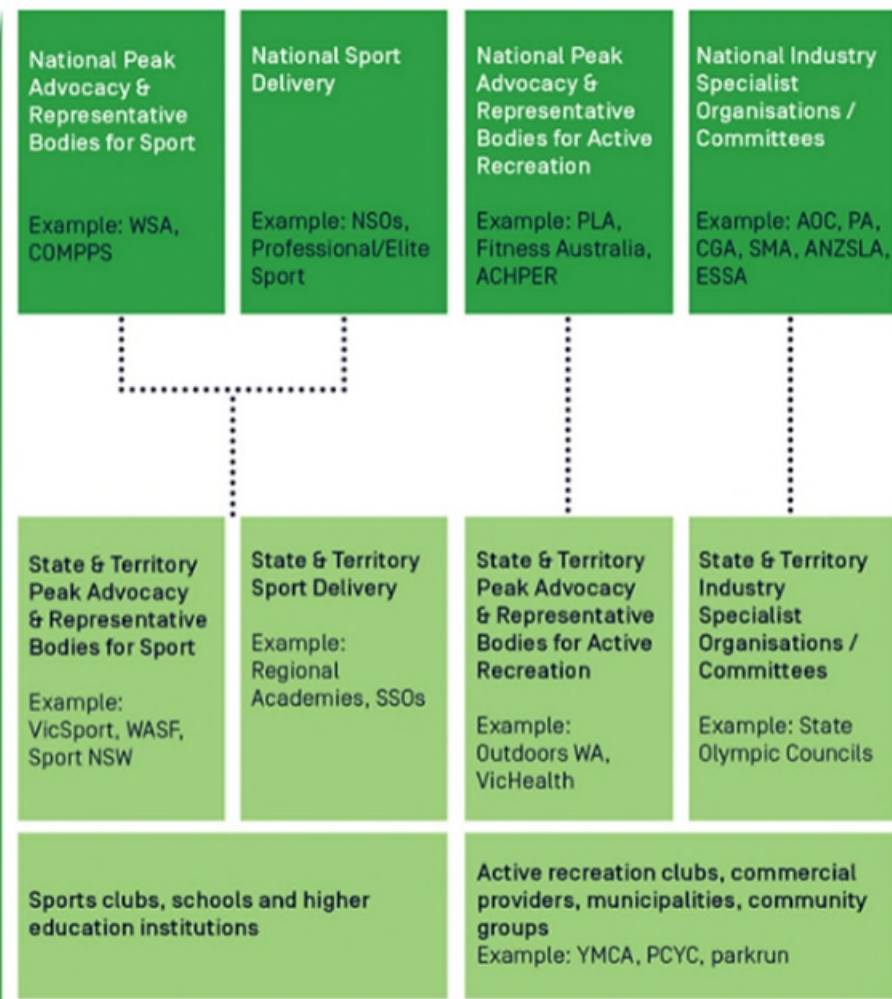 National Peak
Advocacy &
Representative
Bodies for Sport
Example: WSA,
COMPPS
National Sport
Delivery
Example: NSOs,
Professional/Elite
Sport
National Peak
Advocacy &
Representative
Bodies for Active
Recreation
Example: PLA,
Fitness Australia,
ACHPER
National Industry
Specialist
Organisations /
Committees
Example: AOC, PA,
CGA, SMA, ANZSLA,
ESSA
State & Territory
Peak Advocacy
& Representative
Bodies for Sport
Example:
VicSport, WASF,
Sport NSW
State & Territory
Sport Delivery
Example:
Regional
Academies, SSOs
State & Territory
Peak Advocacy
& Representative
Bodies for Active
Recreation
Example:
Outdoors WA,
VicHealth
State & Territory
Industry
Specialist
Organisations /
Committees
Example: State
Olympic Councils
Sports clubs, schools and higher
education institutions
Active recreation clubs, commercial
providers, municipalities, community
groups
Example: YMCA, PCYC, parkrun